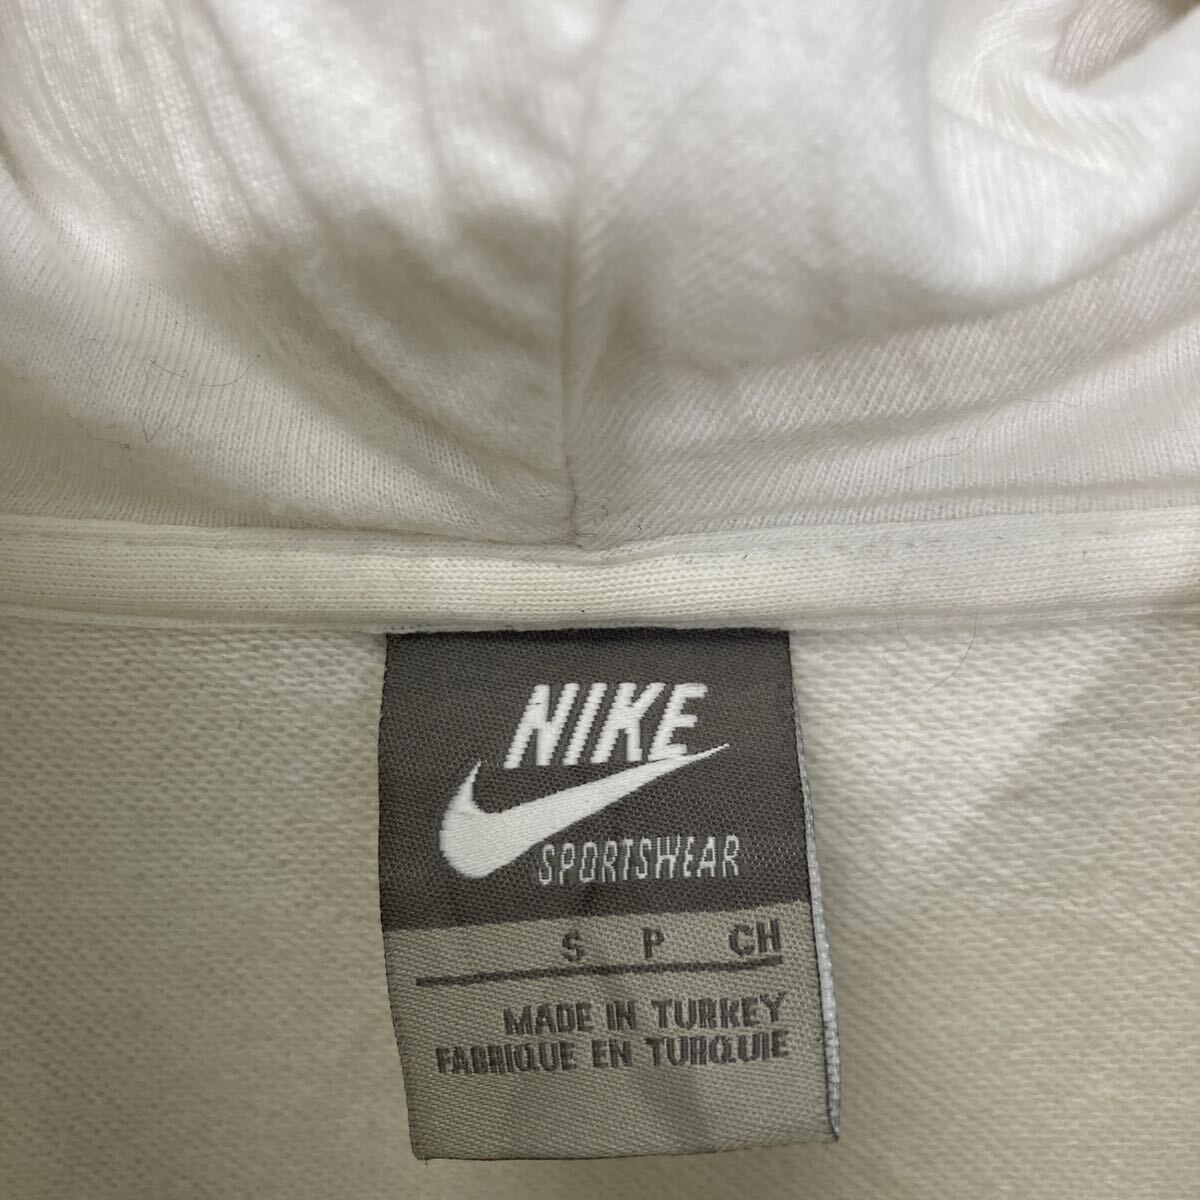 NIKE
SPORTSWEAR
S P CH
MADE IN TURKEY
FABRIQUE EN TURQUIE